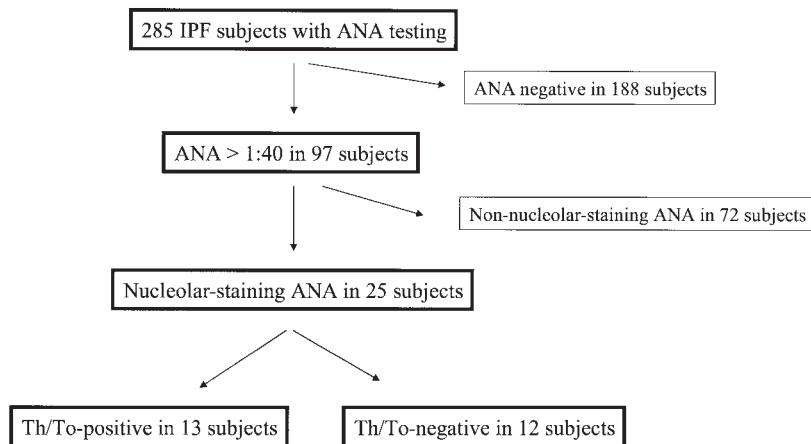 285 IPF subjects with ANA testing
ANA negative in 188 subjects
ANA > 1:40 in 97 subjects
Non-nucleolar-staining ANA in 72 subjects
Nucleolar-staining ANA in 25 subjects
Th/To-positive in 13 subjects
Th/To-negative in 12 subjects